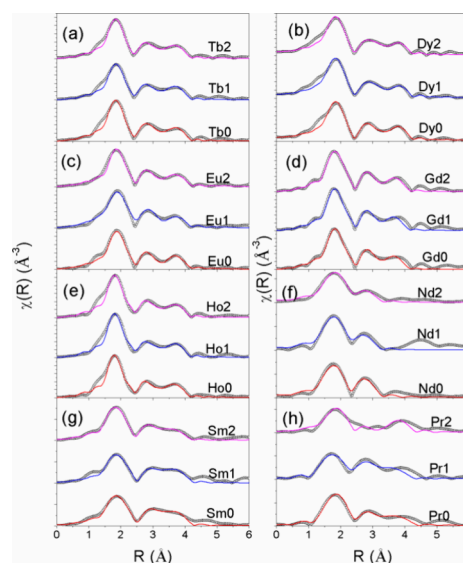 (a) Tb2
Tb1
Tb0
(b) Dy2
Dy1
Dy0
(c) Eu2
Eu1
Eu0
(d) Gd2
Gd1
Gd0
(e) Ho2
Ho1
Ho0
(f) Nd2
Nd1
Nd0
(g) Sm2
Sm1
Sm0
(h) Pr2
Pr1
Pr0
χ(R) (Å⁻³)
χ(R) (Å⁻³)
0 1 2 3 4 5 6
0 1 2 3 4 5
R (Å)
R (Å)